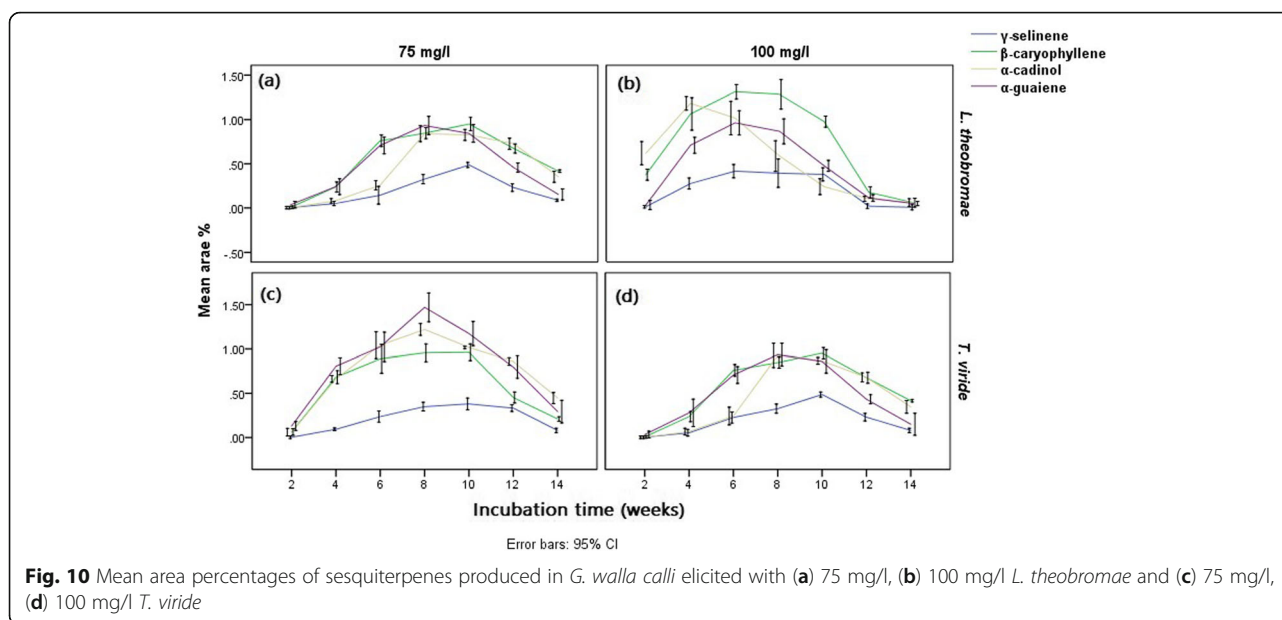 75 mg/l
100 mg/l
γ-selinene
β-caryophyllene
α-cadinol
α-guaiene
(a)
(b)
1.50
1.00
.50
.00
-.50
L. theobromae
Mean arae %
(c)
(d)
1.50
1.00
.50
.00
T. viride
2 4 6 8 10 12 14
2 4 6 8 10 12 14
Incubation time (weeks)
Error bars: 95% CI
Fig. 10 Mean area percentages of sesquiterpenes produced in G. walla calli elicited with (a) 75 mg/l, (b) 100 mg/l L. theobromae and (c) 75 mg/l,
(d) 100 mg/l T. viride